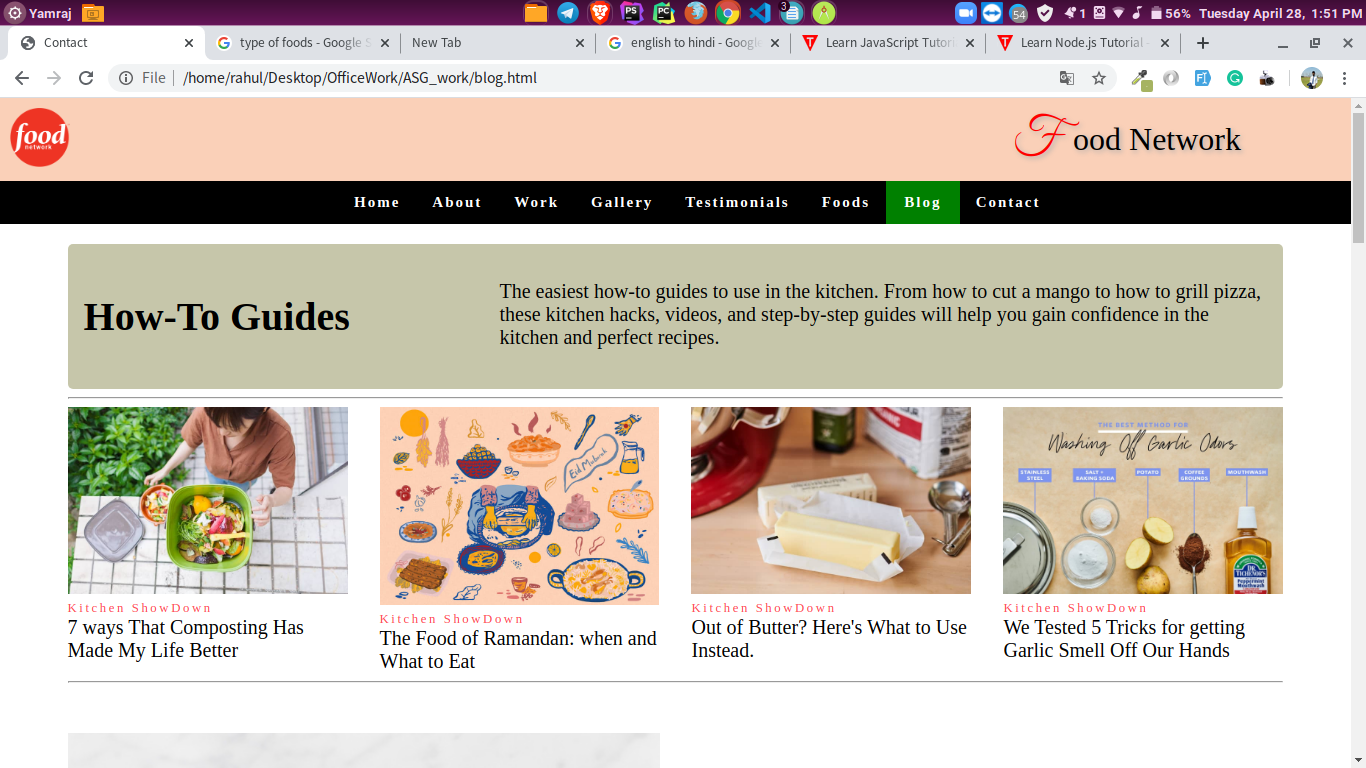 Yamraj
54
1
3
56% Tuesday April 28, 1:51 PM
Contact
type of foods - Google S
New Tab
english to hindi - Google
Learn JavaScript Tutori
Learn Node.js Tutorial -
File /home/rahul/Desktop/OfficeWork/ASG_work/blog.html
food
network
Food Network
Home About Work Gallery Testimonials Foods Blog Contact
How-To Guides
The easiest how-to guides to use in the kitchen. From how to cut a mango to how to grill pizza,
these kitchen hacks, videos, and step-by-step guides will help you gain confidence in the
kitchen and perfect recipes.
Eid Mubarak
THE BEST METHOD FOR
Washing Off Garlic Odors
STAINLESS STEEL
SALT + BAKING SODA
POTATO
COFFEE GROUNDS
MOUTHWASH
DR. TICHENOR'S
Peppermint
Mouthwash
Kitchen ShowDown
7 ways That Composting Has
Made My Life Better
Kitchen ShowDown
The Food of Ramandan: when and
What to Eat
Kitchen ShowDown
Out of Butter? Here's What to Use
Instead.
Kitchen ShowDown
We Tested 5 Tricks for getting
Garlic Smell Off Our Hands